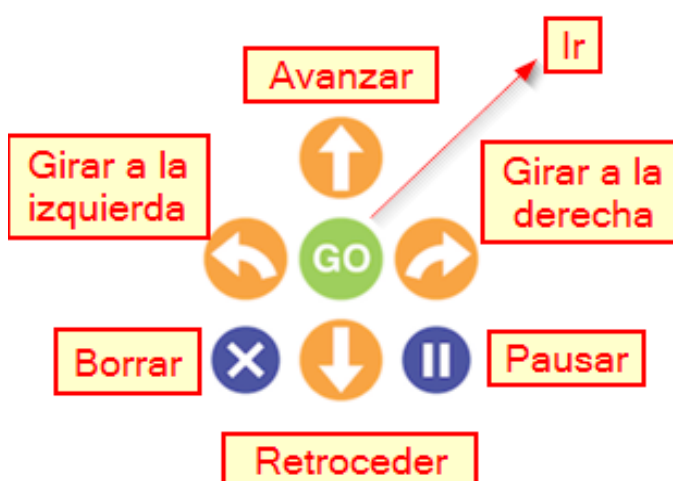 Ir
Avanzar
Girar a la
izquierda
Girar a la
derecha
GO
Borrar
Pausar
Retroceder